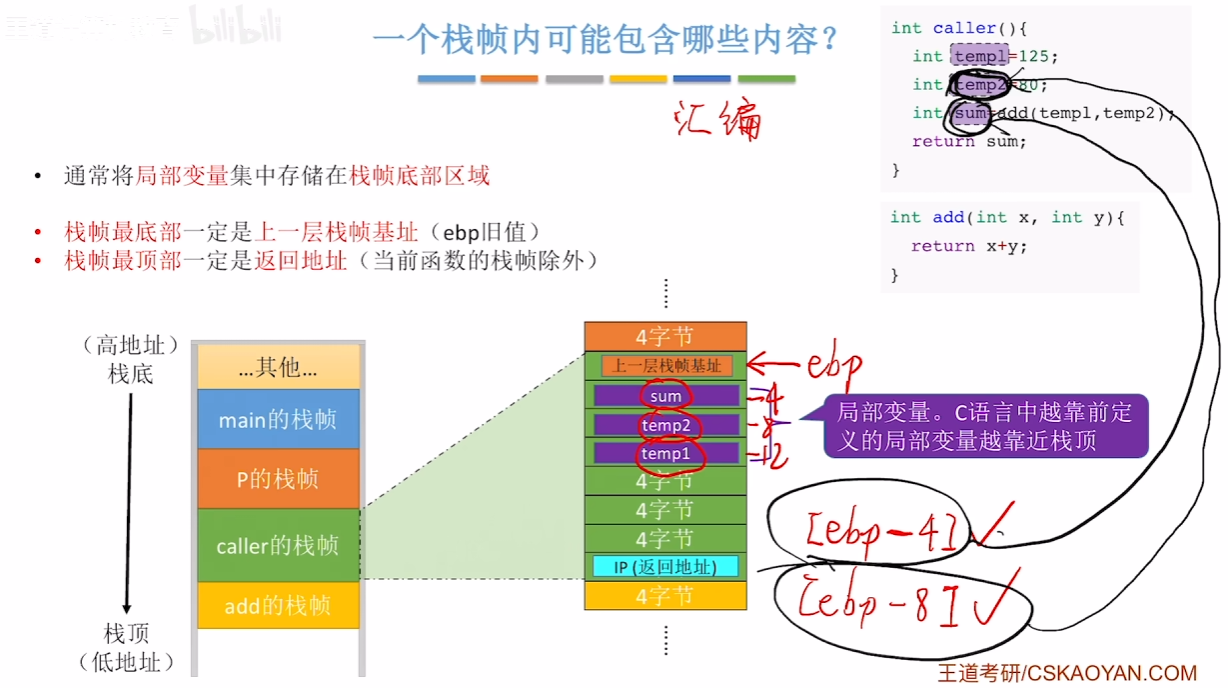 bilibili
一个栈帧内可能包含哪些内容？
汇编
int caller(){
int temp1=125;
int temp2=80;
int sum=add(temp1,temp2);
return sum;
}
int add(int x, int y){
return x+y;
}
• 通常将局部变量集中存储在栈帧底部区域
• 栈帧最底部一定是上一层栈帧基址（ebp旧值）
• 栈帧最顶部一定是返回地址（当前函数的栈帧除外）
（高地址）
栈底
…其他…
main的栈帧
P的栈帧
caller的栈帧
add的栈帧
栈顶
（低地址）
4字节
上一层栈帧基址
ebp
sum
-4
temp2
-8
temp1
-12
4字节
4字节
4字节
IP (返回地址)
4字节
局部变量。C语言中越靠前定
义的局部变量越靠近栈顶
[ebp-4]✓
[ebp-8]✓
王道考研/CSKAOYAN.COM